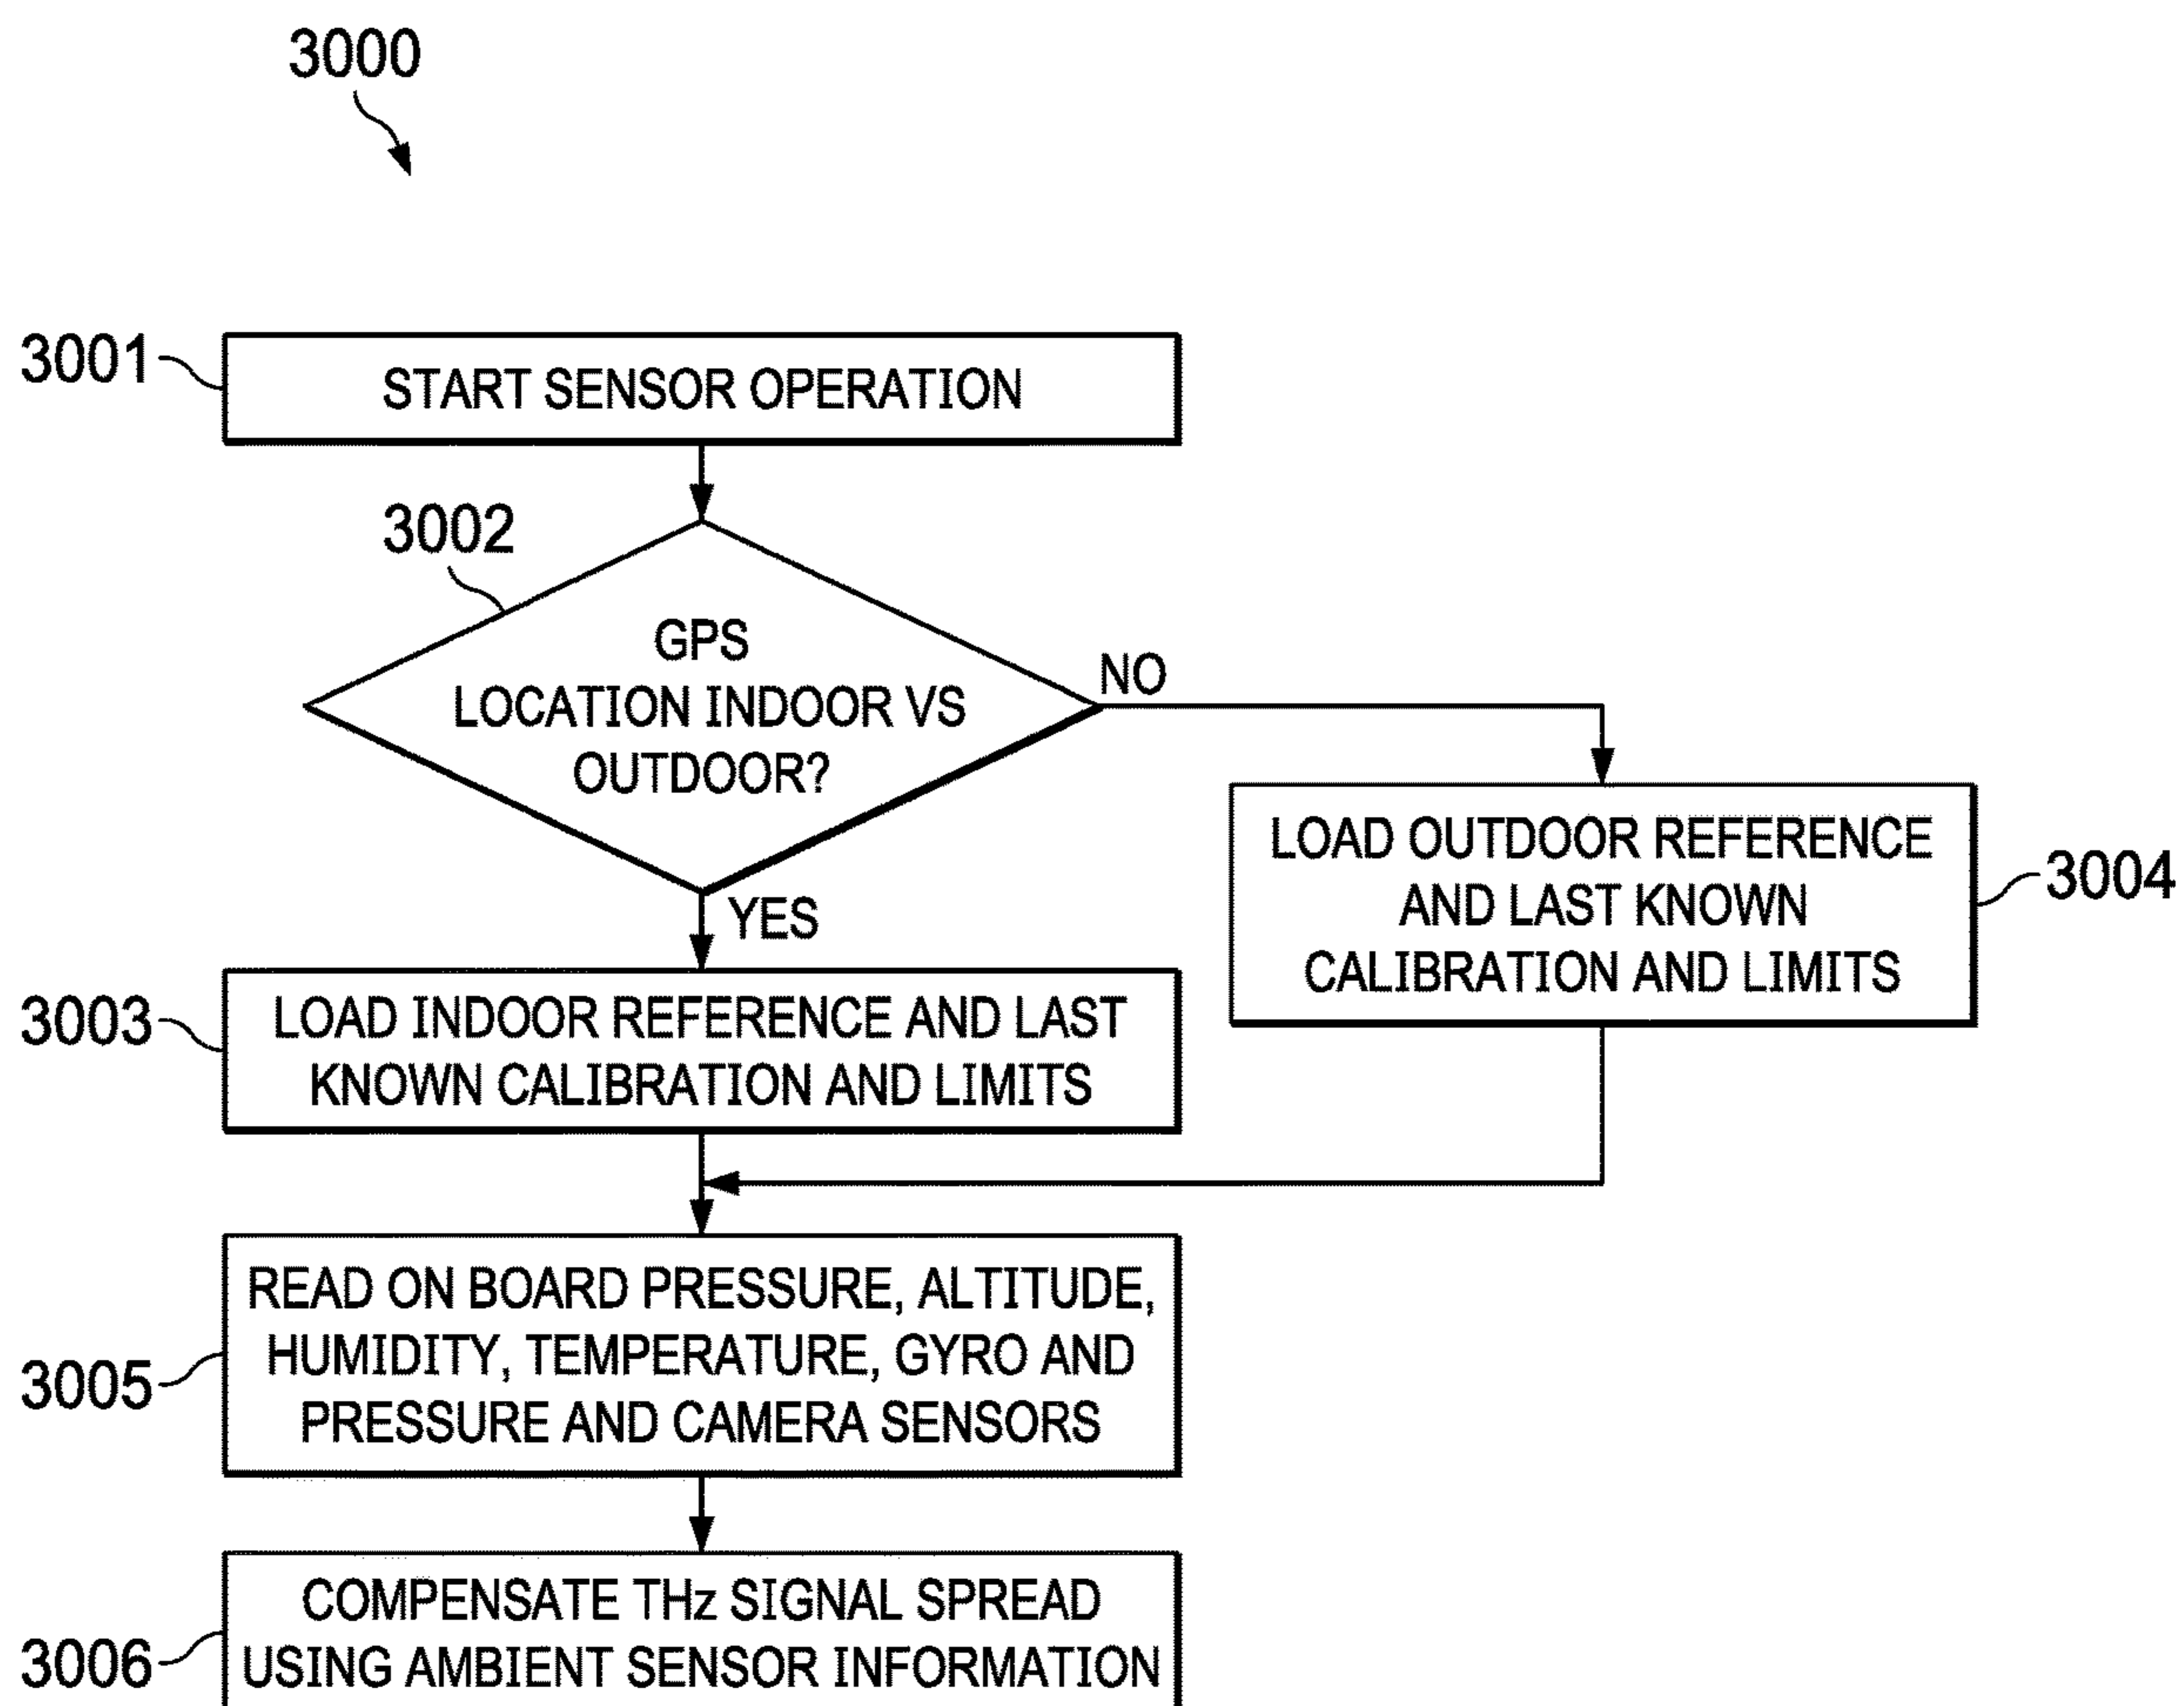 3000
3001
START SENSOR OPERATION
3002
GPS
LOCATION INDOOR VS
OUTDOOR?
NO
YES
LOAD OUTDOOR REFERENCE
AND LAST KNOWN
CALIBRATION AND LIMITS
3004
3003
LOAD INDOOR REFERENCE AND LAST
KNOWN CALIBRATION AND LIMITS
3005
READ ON BOARD PRESSURE, ALTITUDE,
HUMIDITY, TEMPERATURE, GYRO AND
PRESSURE AND CAMERA SENSORS
3006
COMPENSATE THz SIGNAL SPREAD
USING AMBIENT SENSOR INFORMATION